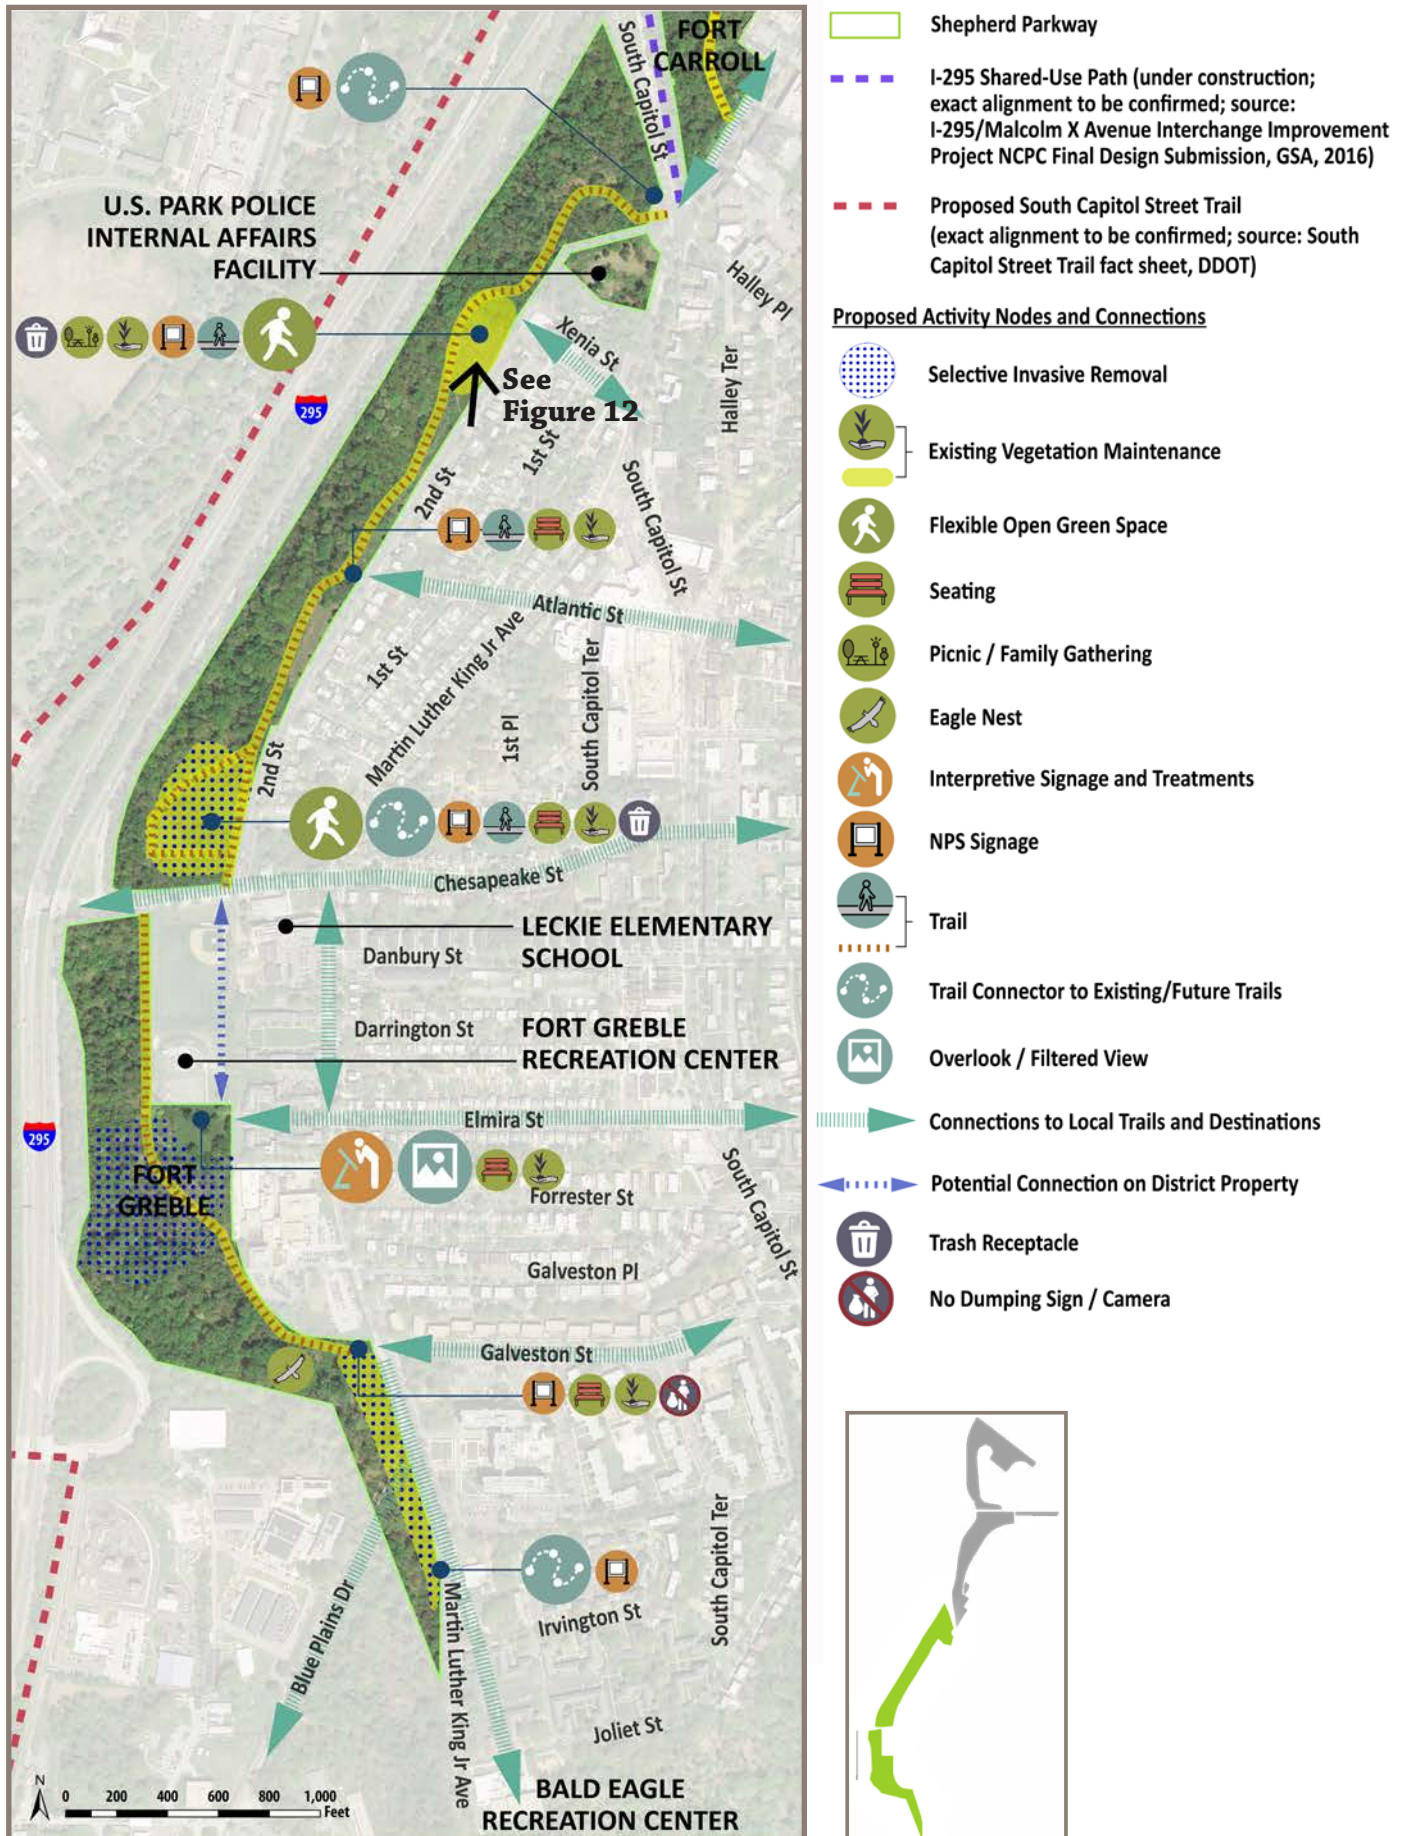 FORT
CARROLL
South Capitol St
South Capitol St
U.S. PARK POLICE
INTERNAL AFFAIRS
FACILITY
Halley Pl
Xenia St
Halley Ter
See
Figure 12
295
1st St
2nd St
South Capitol St
Atlantic St
1st St
Martin Luther King Jr Ave
South Capitol Ter
1st Pl
2nd St
Chesapeake St
LECKIE ELEMENTARY
SCHOOL
Danbury St
Darrington St
FORT GREBLE
RECREATION CENTER
Elmira St
295
FORT
GREBLE
Forrester St
South Capitol St
Galveston Pl
Galveston St
South Capitol Ter
Irvington St
Blue Plains Dr
Martin Luther King Jr Ave
Joliet St
BALD EAGLE
RECREATION CENTER
N
0 200 400 600 800 1,000
Feet
Shepherd Parkway
I-295 Shared-Use Path (under construction;
exact alignment to be confirmed; source:
I-295/Malcolm X Avenue Interchange Improvement
Project NCPC Final Design Submission, GSA, 2016)
Proposed South Capitol Street Trail
(exact alignment to be confirmed; source: South
Capitol Street Trail fact sheet, DDOT)
Proposed Activity Nodes and Connections
Selective Invasive Removal
Existing Vegetation Maintenance
Flexible Open Green Space
Seating
Picnic / Family Gathering
Eagle Nest
Interpretive Signage and Treatments
NPS Signage
Trail
Trail Connector to Existing/Future Trails
Overlook / Filtered View
Connections to Local Trails and Destinations
Potential Connection on District Property
Trash Receptacle
No Dumping Sign / Camera